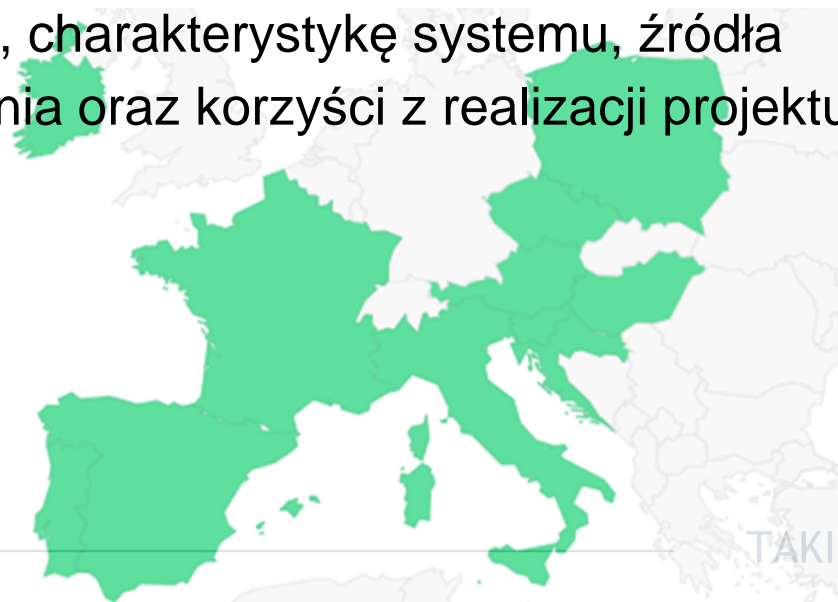 , charakterystykę systemu, źródła
nia oraz korzyści z realizacji projektu
TAKI